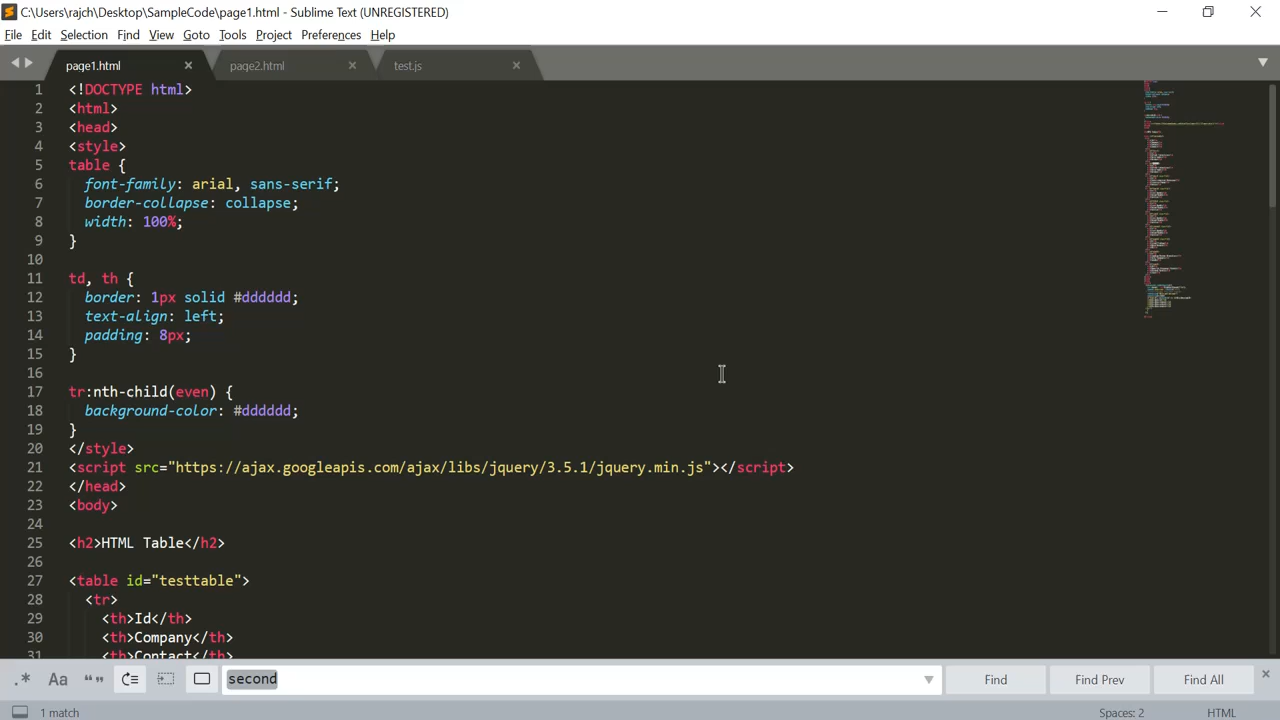 C:\Users\rajch\Desktop\SampleCode\page1.html - Sublime Text (UNREGISTERED)
File Edit Selection Find View Goto Tools Project Preferences Help
page1.html page2.html test.js
1 <!DOCTYPE html>
2 <html>
3 <head>
4 <style>
5 table {
6   font-family: arial, sans-serif;
7   border-collapse: collapse;
8   width: 100%;
9 }
10
11 td, th {
12   border: 1px solid #dddddd;
13   text-align: left;
14   padding: 8px;
15 }
16
17 tr:nth-child(even) {
18   background-color: #dddddd;
19 }
20 </style>
21 <script src="https://ajax.googleapis.com/ajax/libs/jquery/3.5.1/jquery.min.js"></script>
22 </head>
23 <body>
24
25 <h2>HTML Table</h2>
26
27 <table id="testtable">
28   <tr>
29     <th>Id</th>
30     <th>Company</th>
31     <th>Contact</th>
.* Aa “” second Find Find Prev Find All
1 match Spaces: 2 HTML